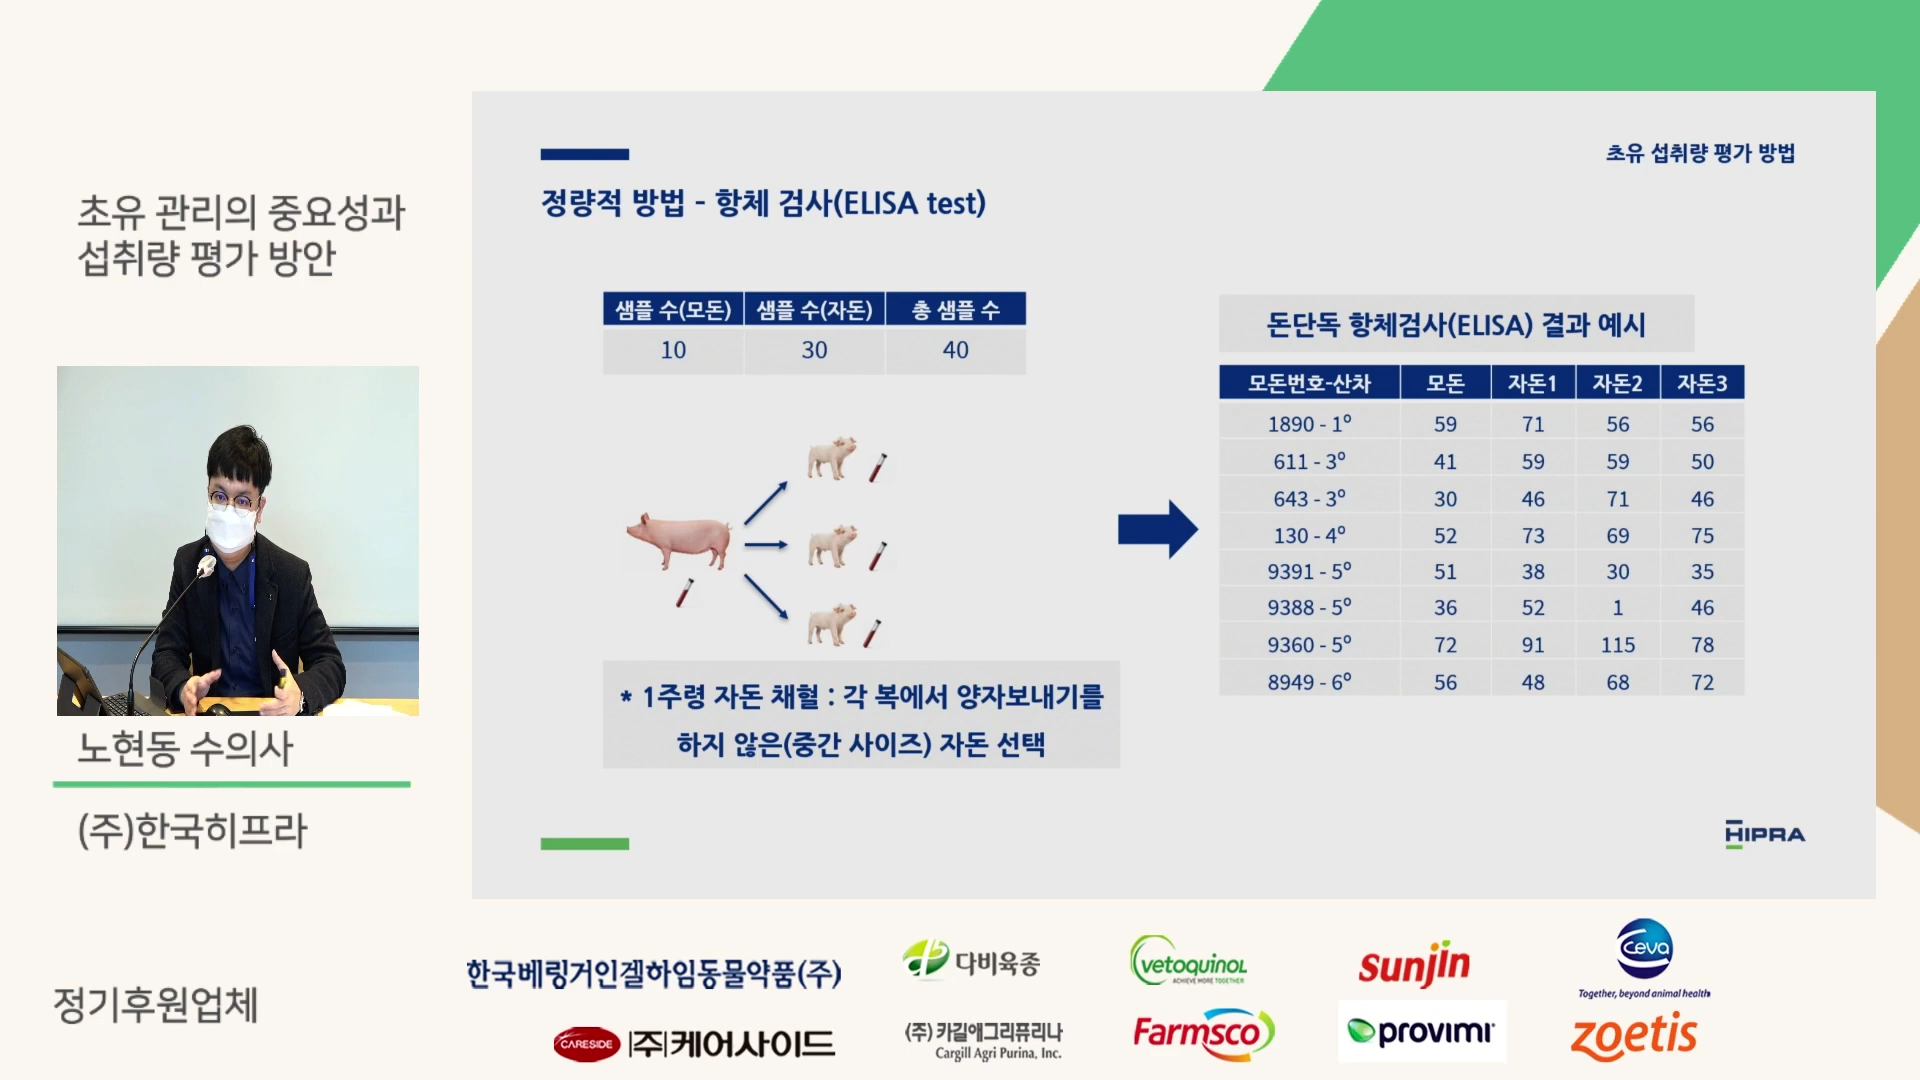 초유 관리의 중요성과
섭취량 평가 방안
노현동 수의사
(주)한국히프라
초유 섭취량 평가 방법
정량적 방법 - 항체 검사(ELISA test)
샘플 수(모돈) 샘플 수(자돈) 총 샘플 수
10 30 40
* 1주령 자돈 채혈 : 각 복에서 양자보내기를
하지 않은(중간 사이즈) 자돈 선택
돈단독 항체검사(ELISA) 결과 예시
모돈번호-산차 모돈 자돈1 자돈2 자돈3
1890 - 1º 59 71 56 56
611 - 3º 41 59 59 50
643 - 3º 30 46 71 46
130 - 4º 52 73 69 75
9391 - 5º 51 38 30 35
9388 - 5º 36 52 1 46
9360 - 5º 72 91 115 78
8949 - 6º 56 48 68 72
HIPRA
정기후원업체
한국베링거인겔하임동물약품(주)
다비육종
vetoquinol
ACHIEVE MORE TOGETHER
sunjin
ceva
Together, beyond animal health
CARESIDE (주)케어사이드
(주) 카길애그리퓨리나
Cargill Agri Purina, Inc.
Farmsco
provimi
zoetis